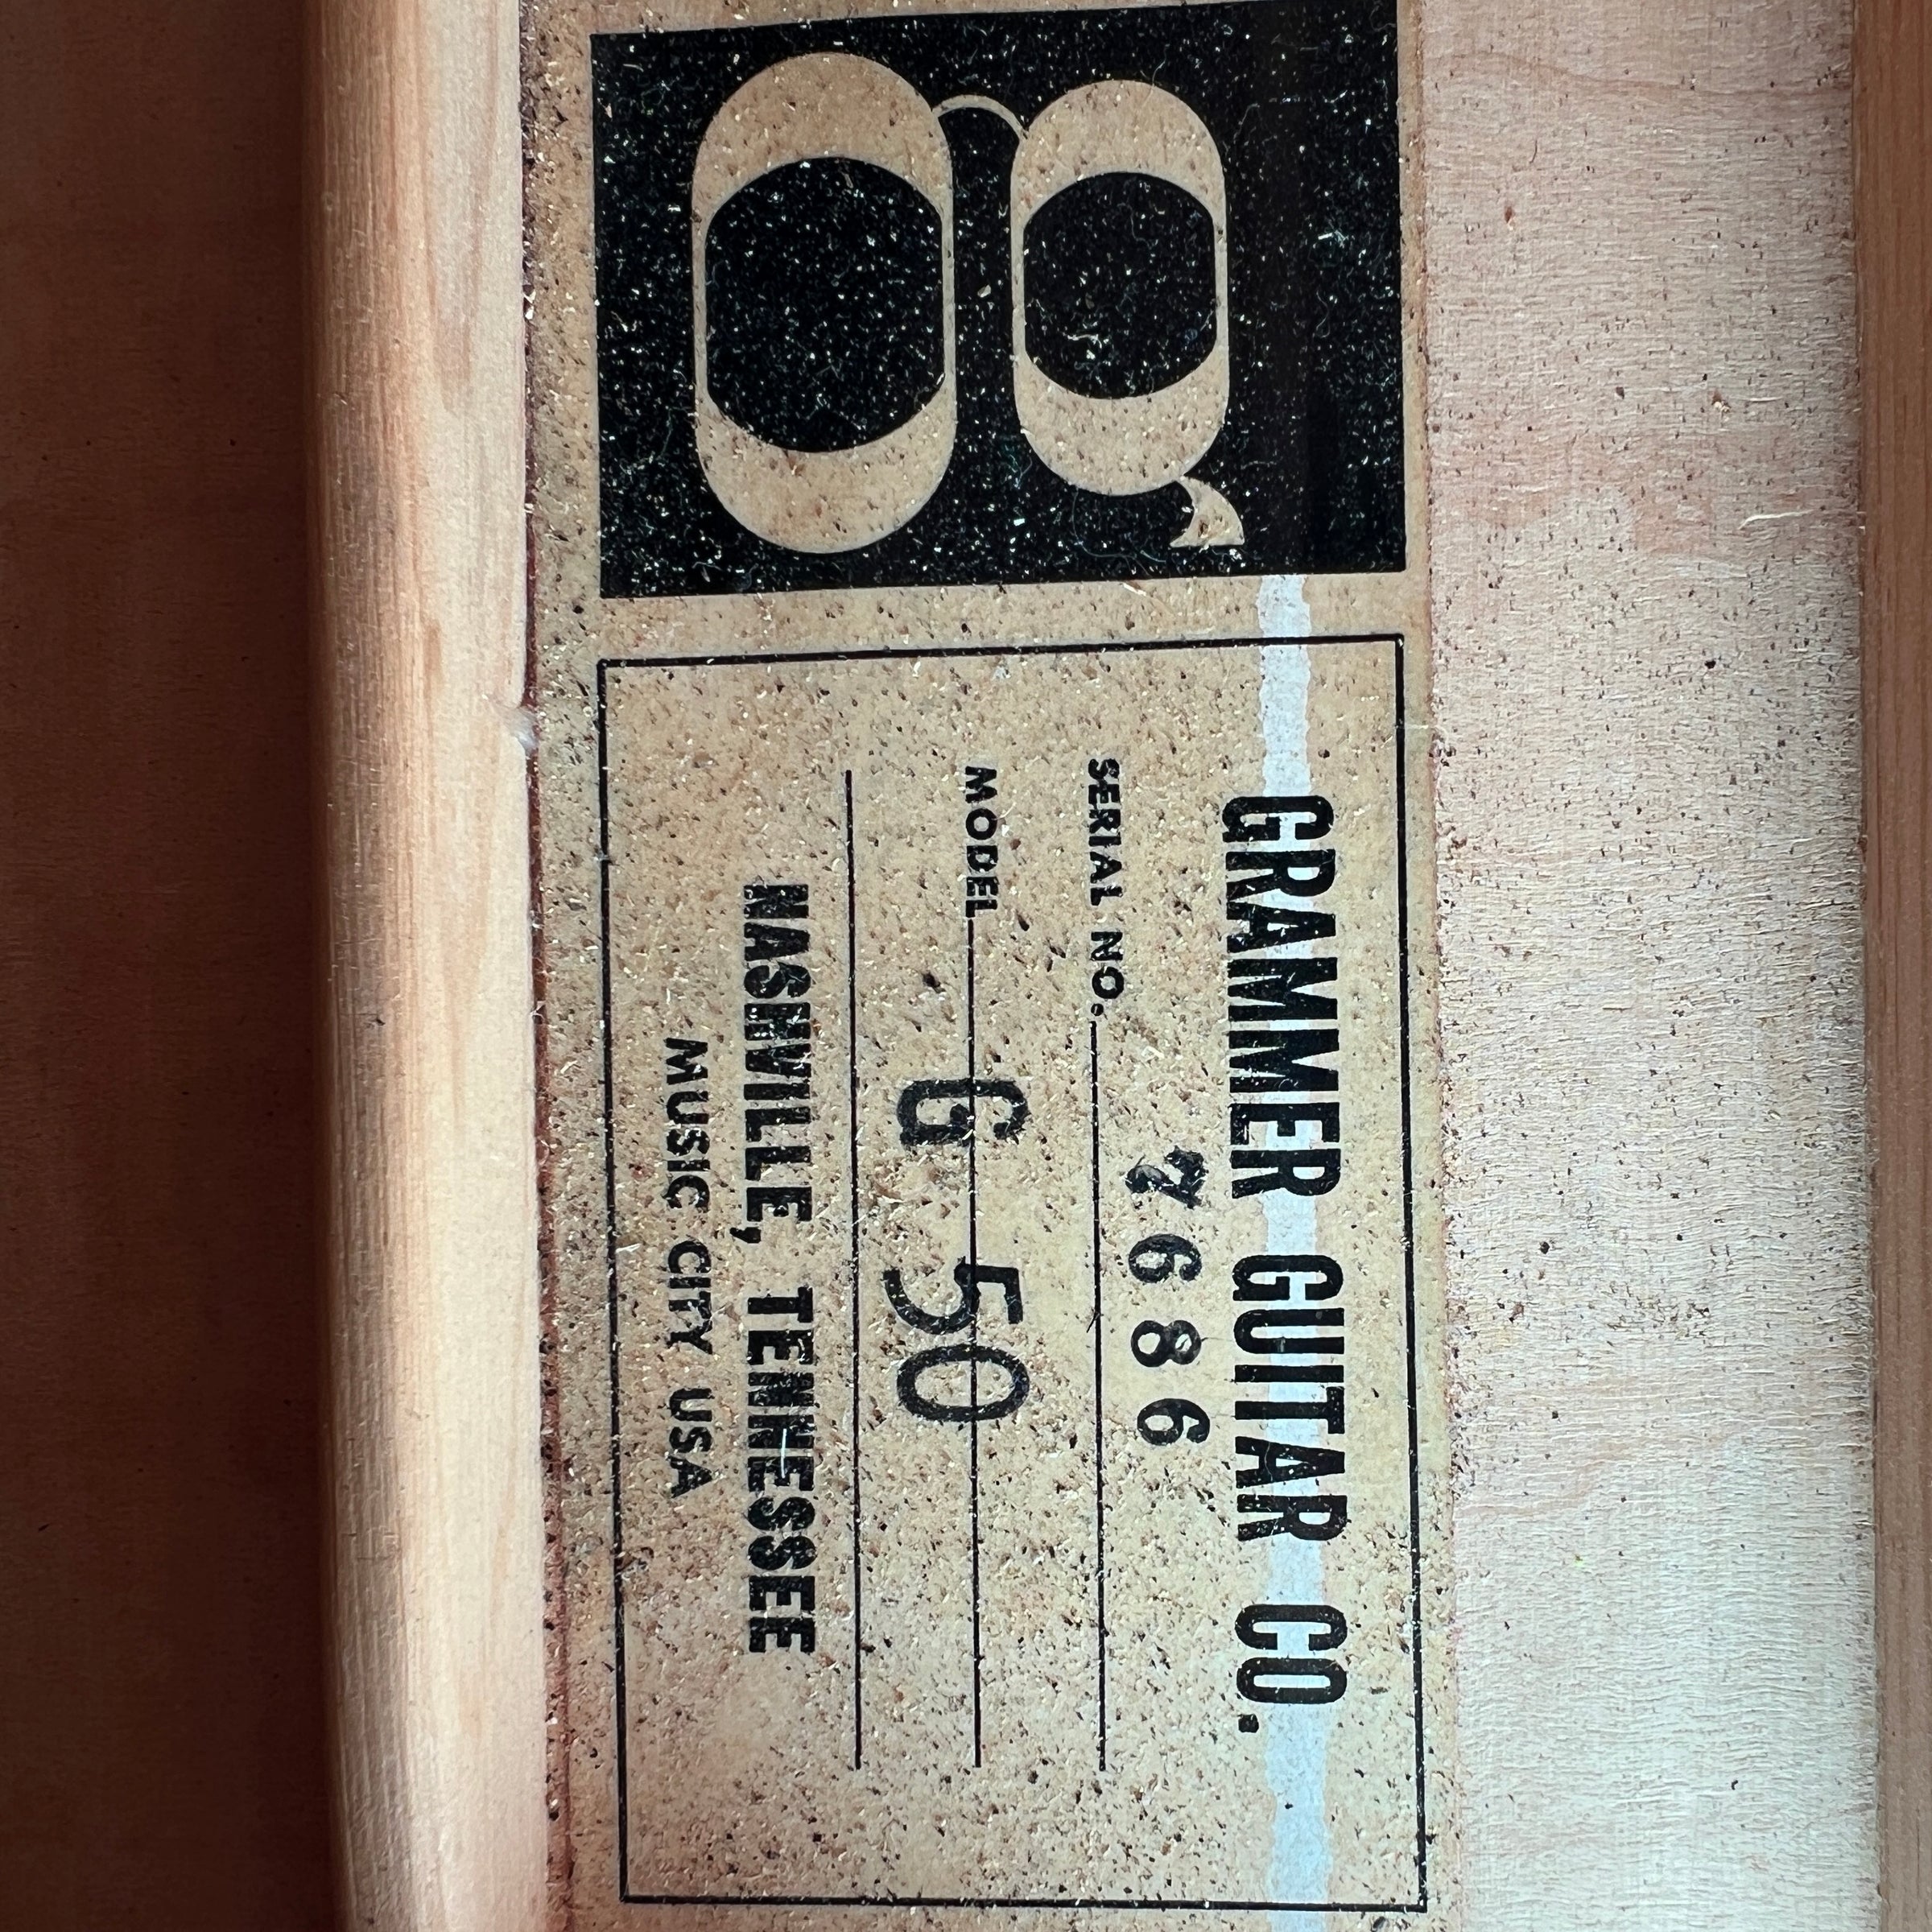 g
GRAMMER GUITAR CO.
SERIAL NO. 7686
MODEL G 50
NASHVILLE, TENNESSEE
MUSIC CITY USA